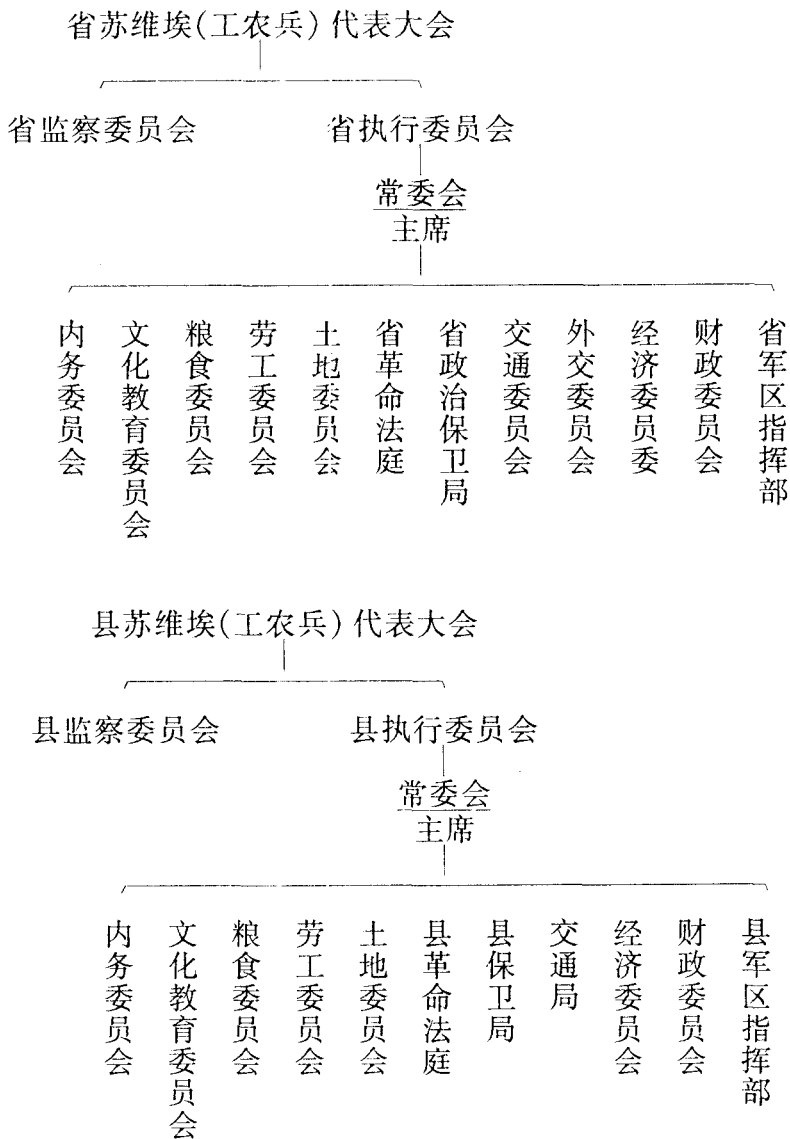 省苏维埃(工农兵)代表大会
省监察委员会
省执行委员会
常委会
主席
内务委员会
文化教育委员会
粮食委员会
劳工委员会
土地委员会
省革命法庭
省政治保卫局
交通委员会
外交委员会
经济委员委
财政委员会
省军区指挥部
县苏维埃(工农兵)代表大会
县监察委员会
县执行委员会
常委会
主席
内务委员会
文化教育委员会
粮食委员会
劳工委员会
土地委员会
县革命法庭
县保卫局
交通局
经济委员会
财政委员会
县军区指挥部